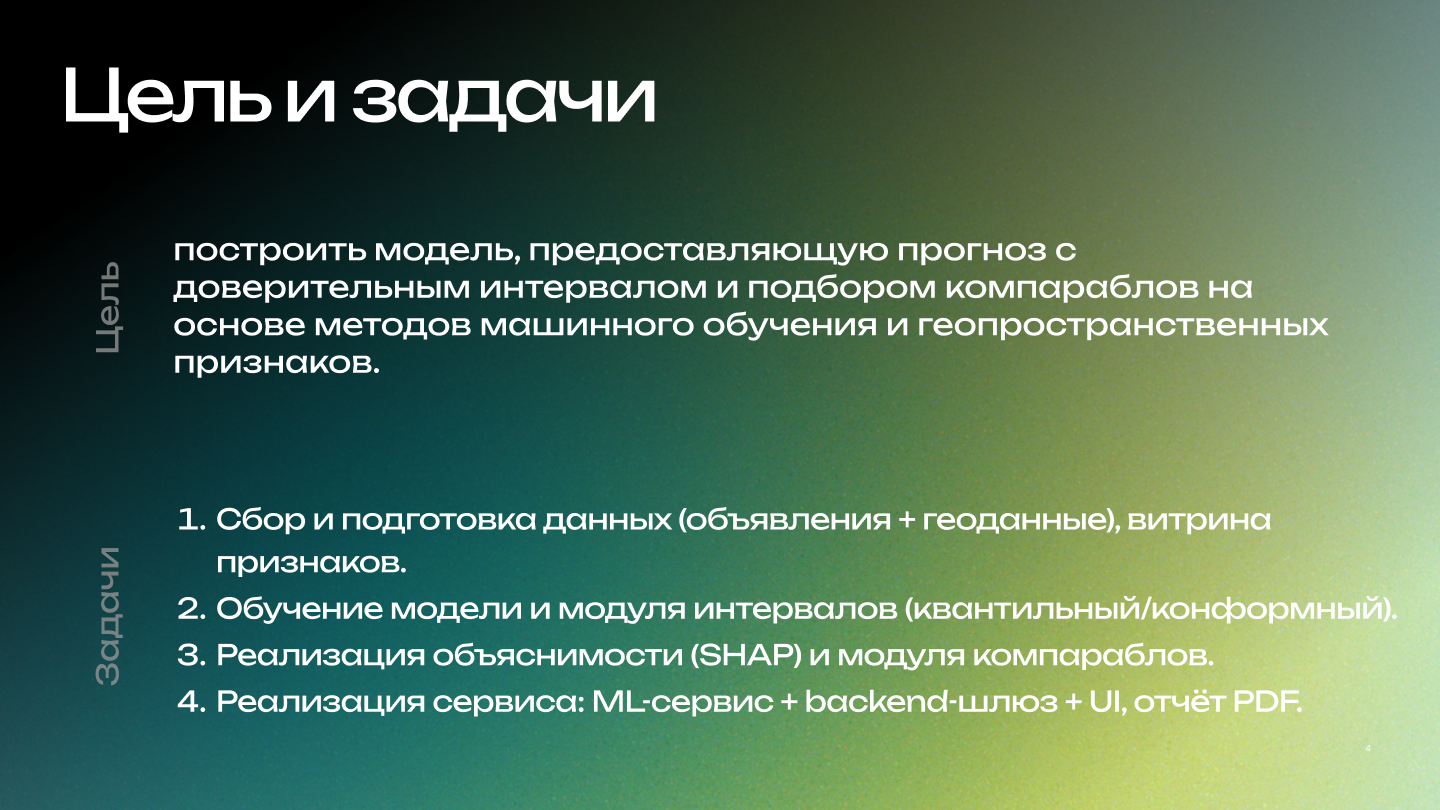 Цель и задачи
Цель
построить модель, предоставляющую прогноз с
доверительным интервалом и подбором компараблов на
основе методов машинного обучения и геопространственных
признаков.
Задачи
1. Сбор и подготовка данных (объявления + геоданные), витрина
признаков.
2. Обучение модели и модуля интервалов (квантильный/конформный).
3. Реализация объяснимости (SHAP) и модуля компараблов.
4. Реализация сервиса: ML-сервис + backend-шлюз + UI, отчёт PDF.
4